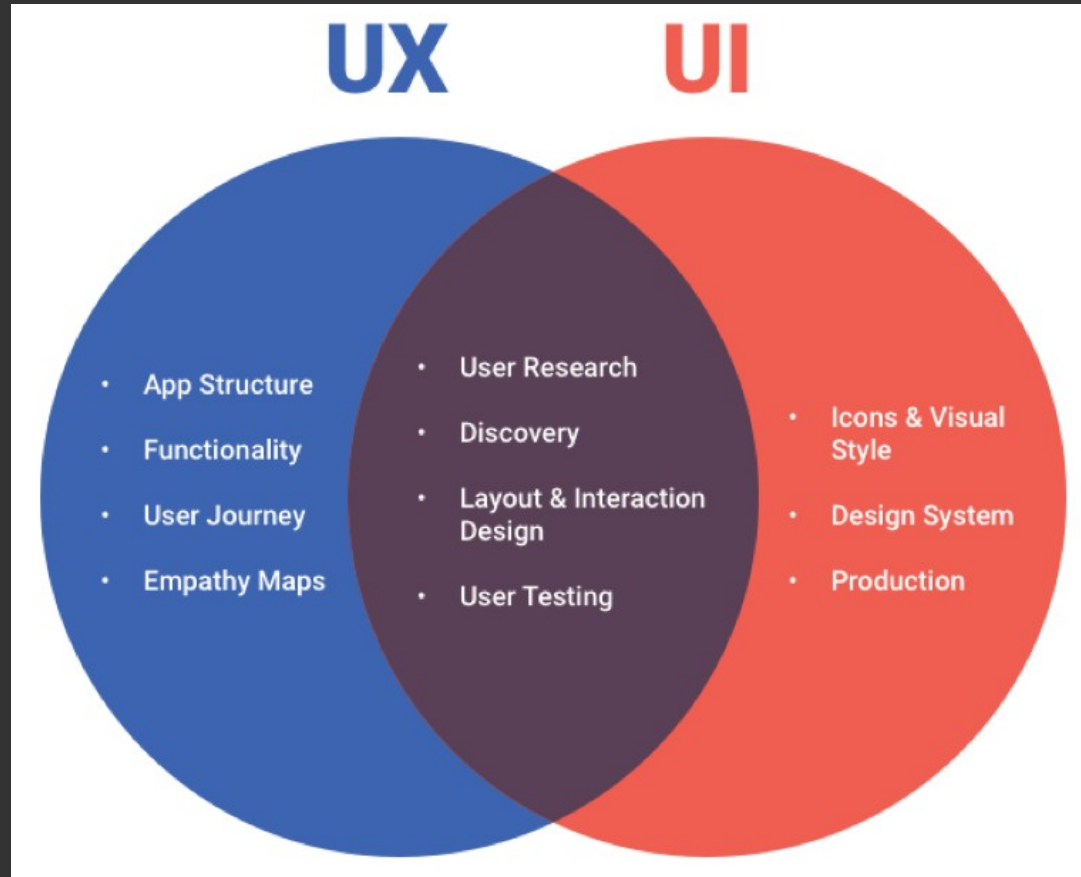 UX
UI
• App Structure
• Functionality
• User Journey
• Empathy Maps
• User Research
• Discovery
• Layout & Interaction
Design
• User Testing
• Icons & Visual
Style
• Design System
• Production